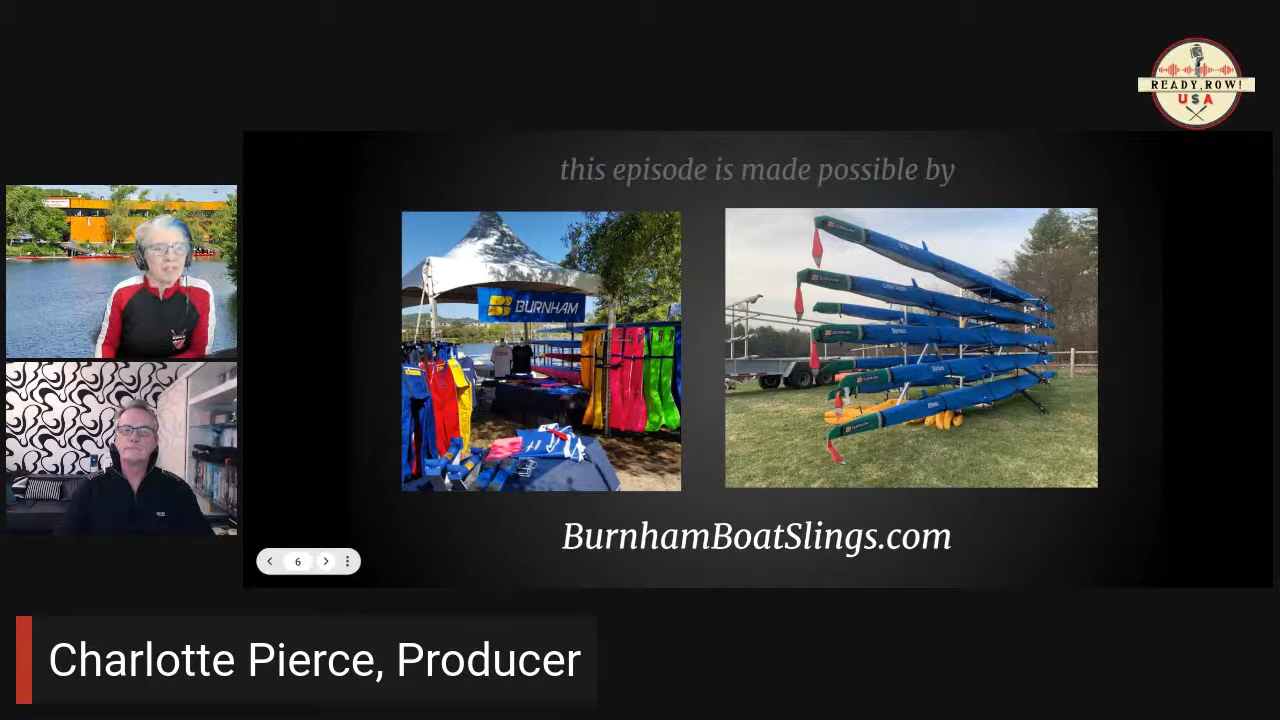 READY, ROW!
USA
this episode is made possible by
BURNHAM
BurnhamBoatSlings.com
6
Charlotte Pierce, Producer